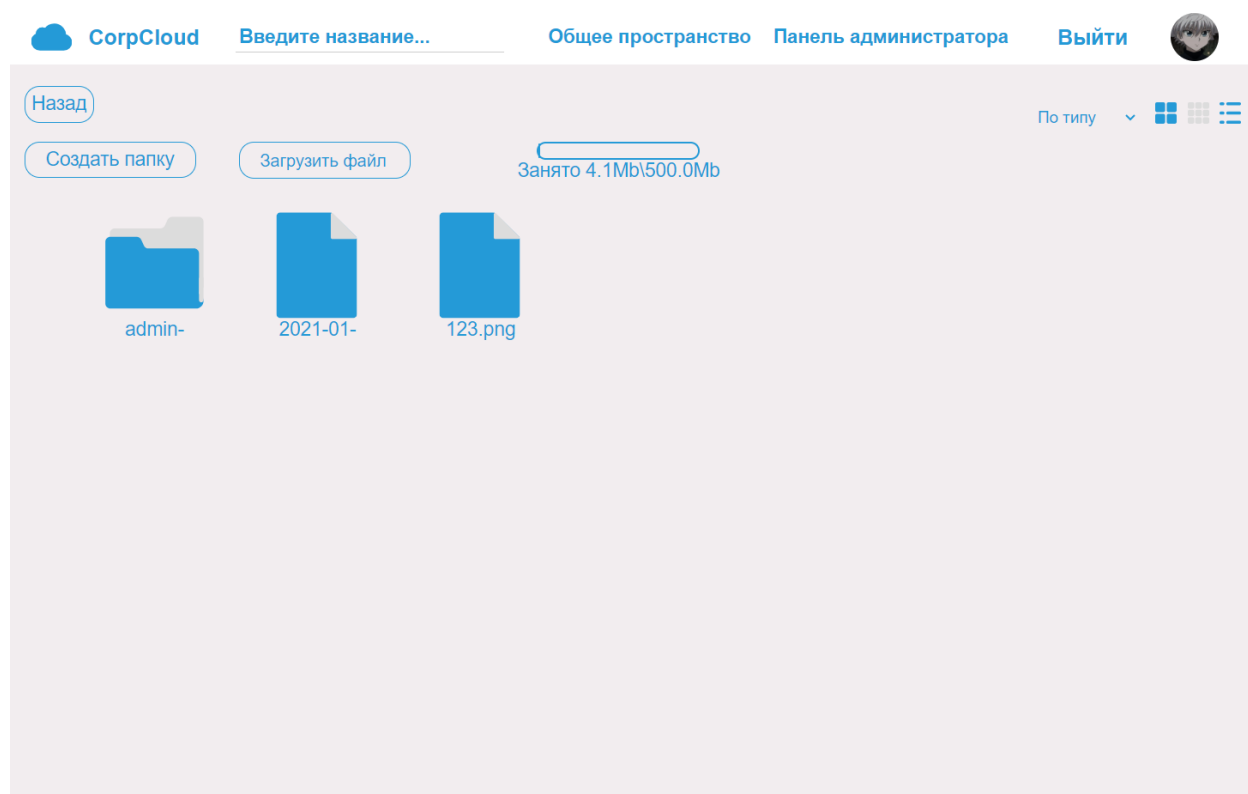 CorpCloud Введите название... Общее пространство Панель администратора Выйти
Назад
По типу
Создать папку Загрузить файл
Занято 4.1Mb\500.0Mb
admin- 2021-01- 123.png